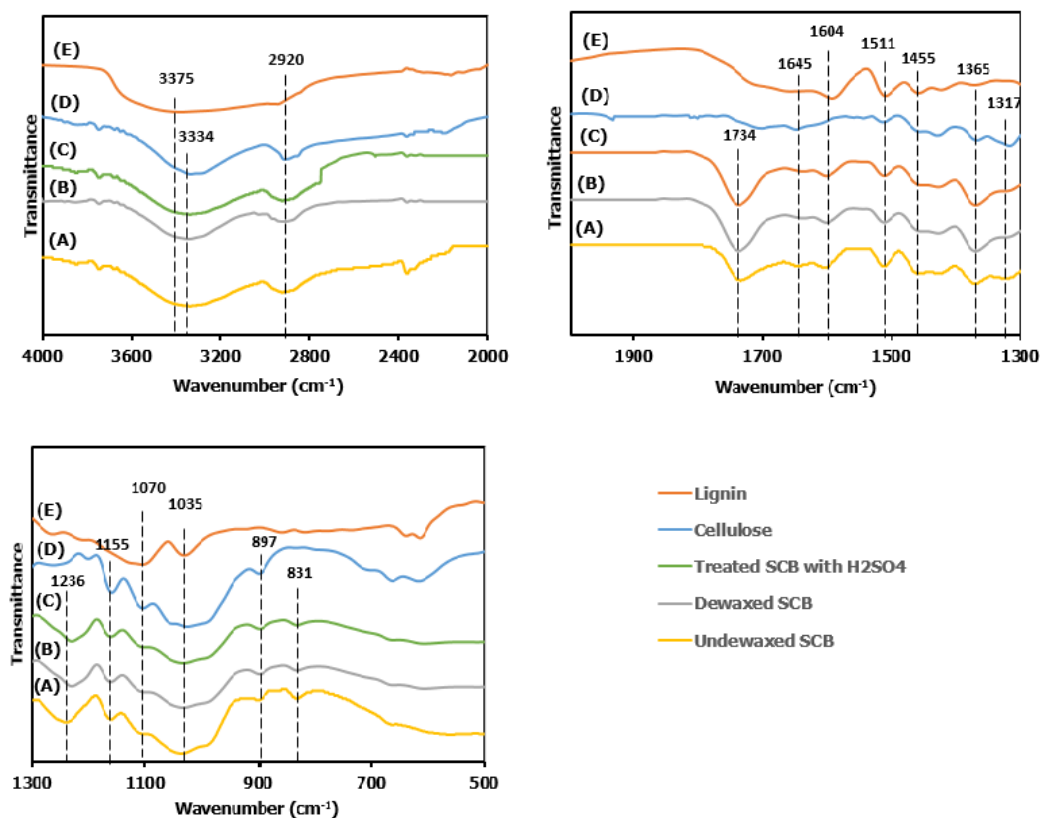 (E)
3375
2920
(D)
3334
(C)
(B)
(A)
Transmittance
4000 3600 3200 2800 2400 2000
Wavenumber (cm-1)
(E)
1645
1604
1511
1455
1365
1317
(D)
(C)
1734
(B)
(A)
Transmittance
1900 1700 1500 1300
Wavenumber (cm-1)
(E)
1070
1035
(D)
1155
897
831
1236
(C)
(B)
(A)
Transmittance
1300 1100 900 700 500
Wavenumber (cm-1)
Lignin
Cellulose
Treated SCB with H2SO4
Dewaxed SCB
Undewaxed SCB